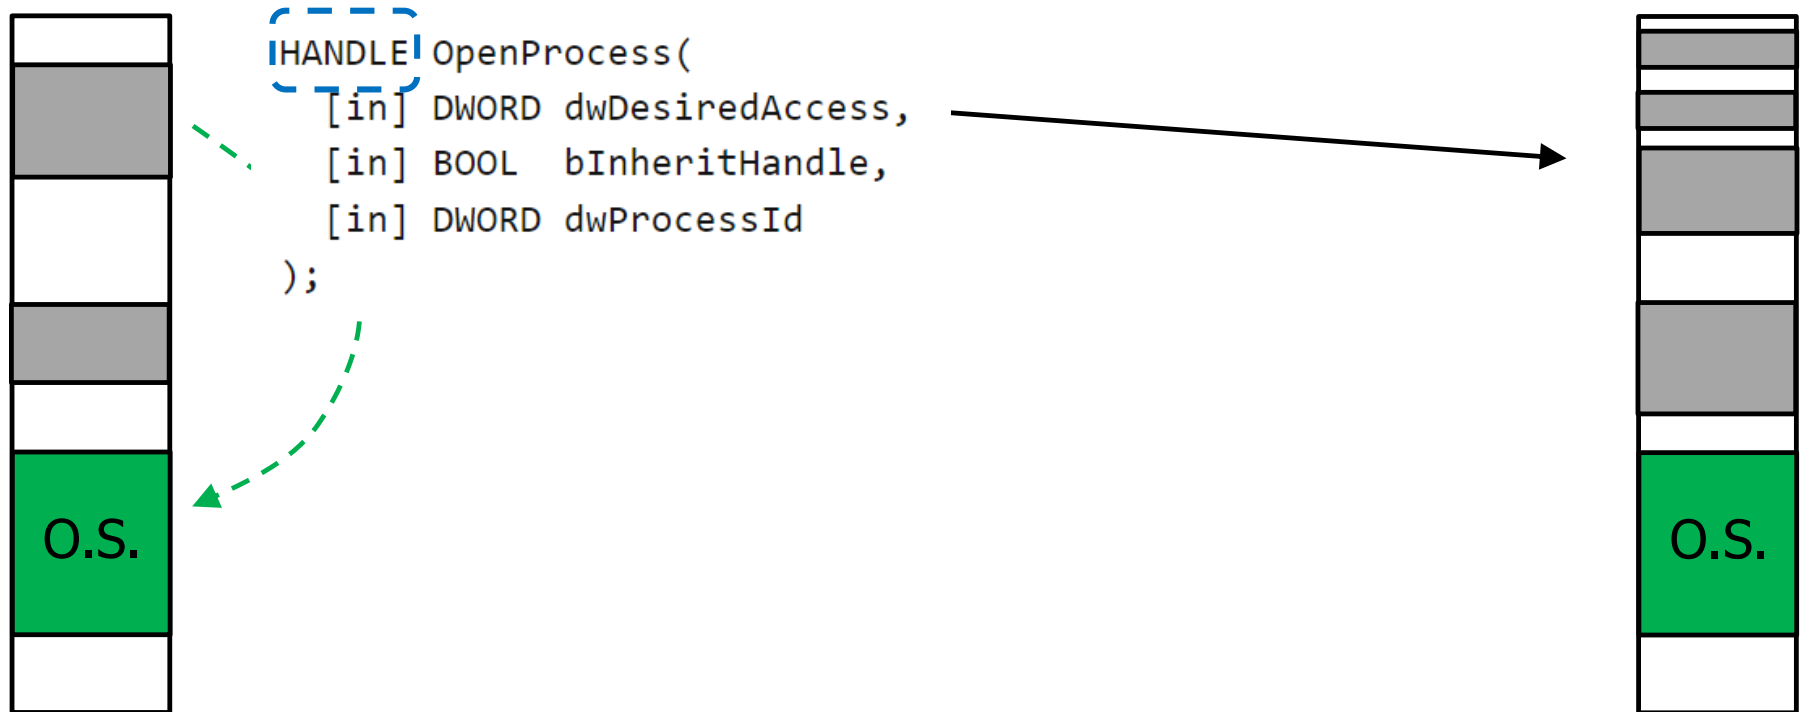 HANDLE OpenProcess(
[in] DWORD dwDesiredAccess,
[in] BOOL bInheritHandle,
[in] DWORD dwProcessId
);
O.S.
O.S.